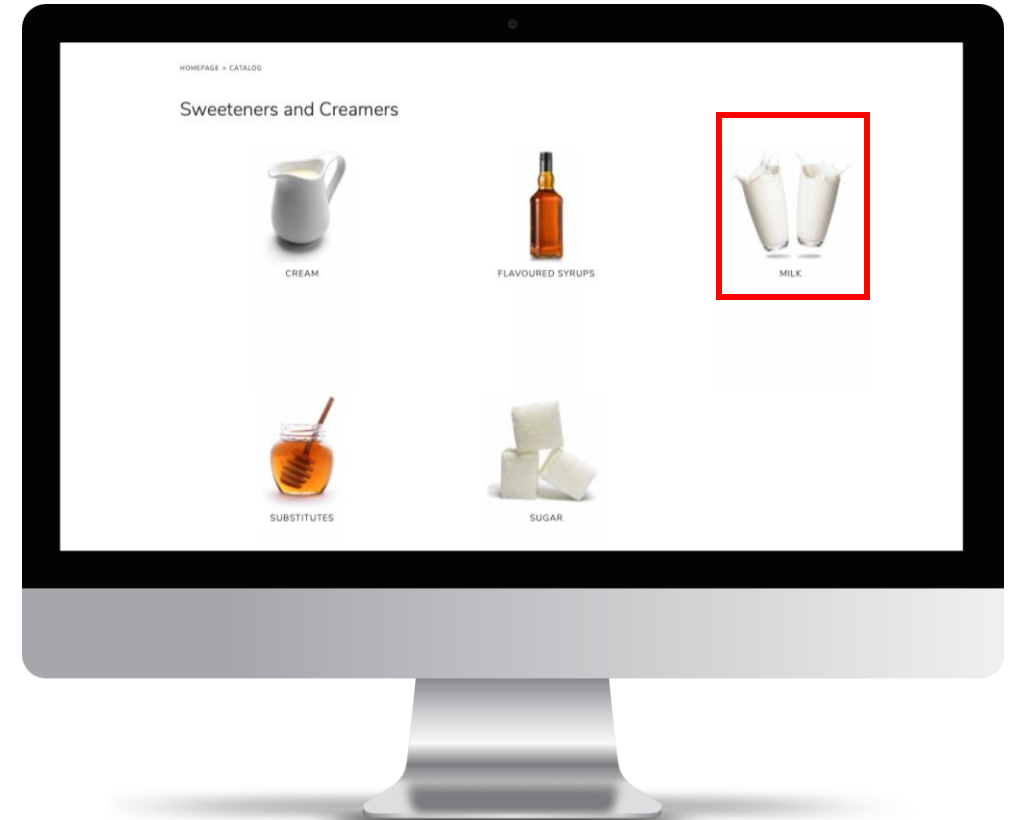 HOMEPAGE > CATALOG
Sweeteners and Creamers
CREAM
FLAVOURED SYRUPS
MILK
SUBSTITUTES
SUGAR